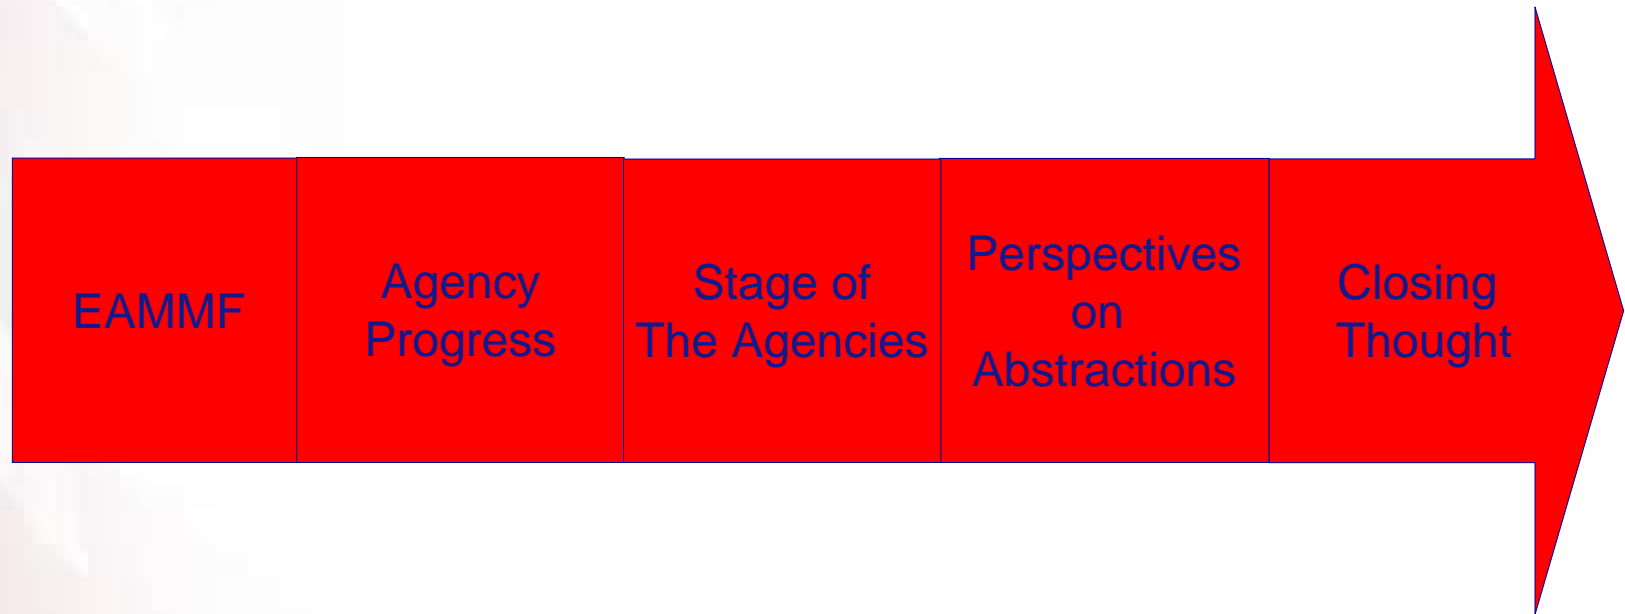 EAMMF
Agency
Progress
Stage of
The Agencies
Perspectives
on
Abstractions
Closing
Thought